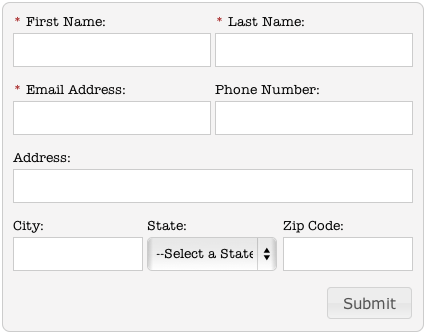 * First Name: * Last Name:
* Email Address: Phone Number:
Address:
City: State: Zip Code:
--Select a State
Submit